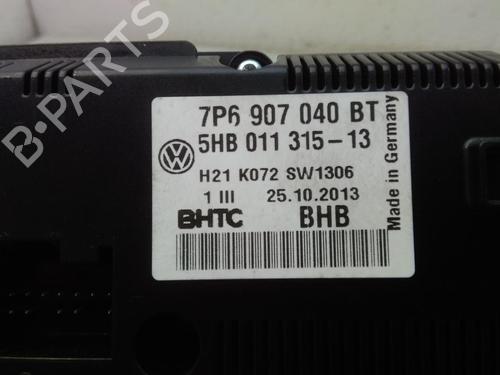 7P6 907 040 BT
5HB 011 315-13
H21 K072 SW1306
1 III 25.10.2013
BHTC BHB
Made in Germany
B-PARTS